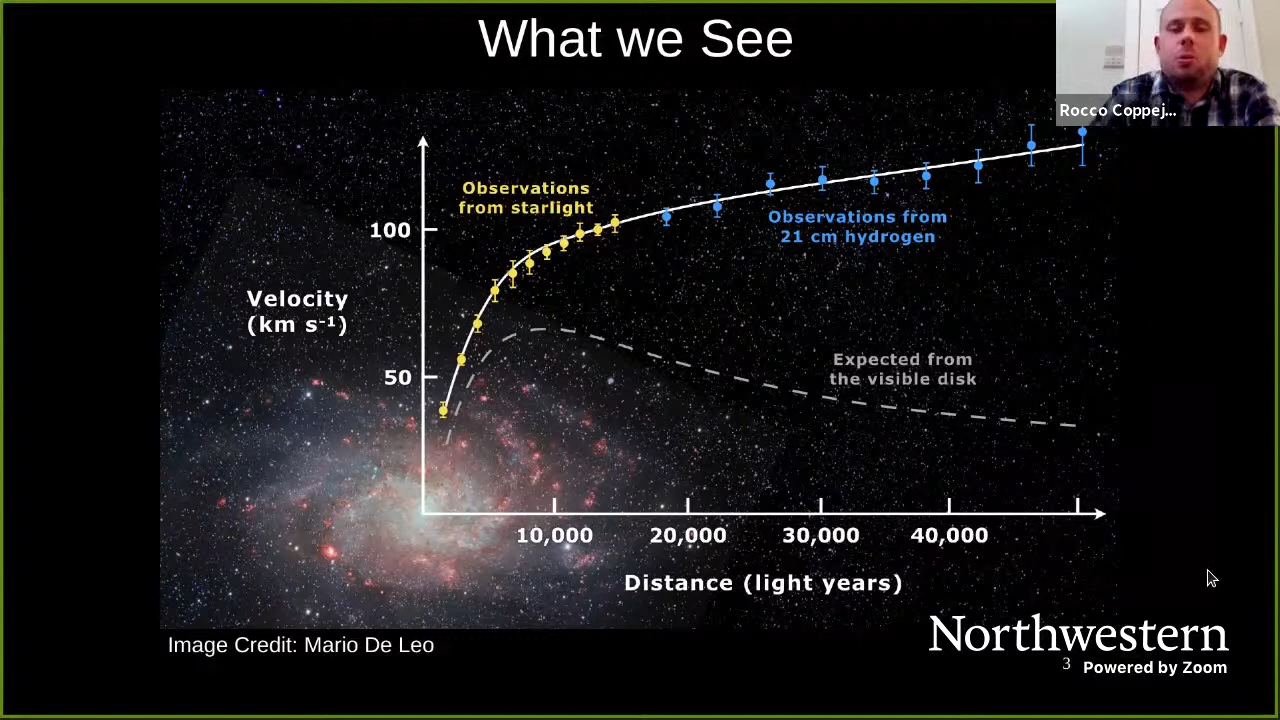 What we See
Rocco Coppej...
Observations
from starlight
100
Observations from
21 cm hydrogen
Velocity
(km s⁻¹)
Expected from
the visible disk
50
10,000
20,000
30,000
40,000
Distance (light years)
Image Credit: Mario De Leo
Northwestern
3
Powered by Zoom